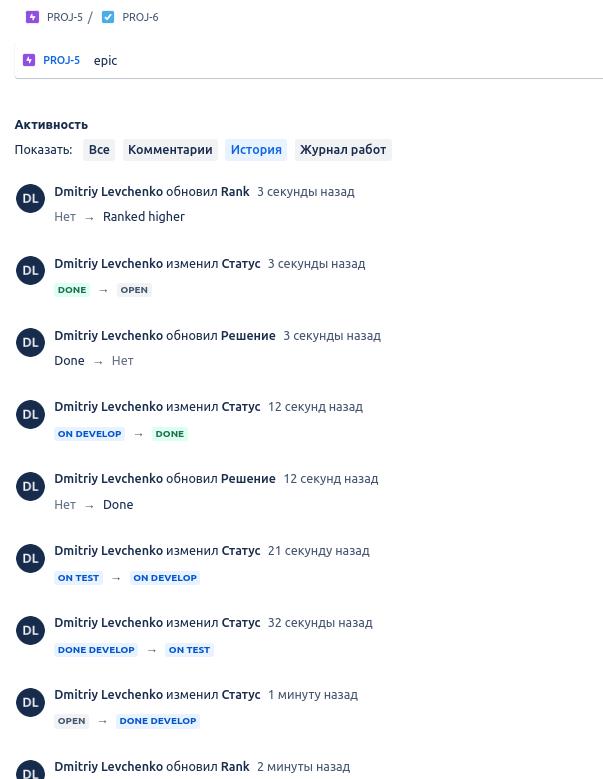 PROJ-5 / PROJ-6
PROJ-5 epic
Активность
Показать: Все Комментарии История Журнал работ
DL Dmitriy Levchenko обновил Rank 3 секунды назад
Нет → Ranked higher
DL Dmitriy Levchenko изменил Статус 3 секунды назад
DONE → OPEN
DL Dmitriy Levchenko обновил Решение 3 секунды назад
Done → Нет
DL Dmitriy Levchenko изменил Статус 12 секунд назад
ON DEVELOP → DONE
DL Dmitriy Levchenko обновил Решение 12 секунд назад
Нет → Done
DL Dmitriy Levchenko изменил Статус 21 секунду назад
ON TEST → ON DEVELOP
DL Dmitriy Levchenko изменил Статус 32 секунды назад
DONE DEVELOP → ON TEST
DL Dmitriy Levchenko изменил Статус 1 минуту назад
OPEN → DONE DEVELOP
DL Dmitriy Levchenko обновил Rank 2 минуты назад